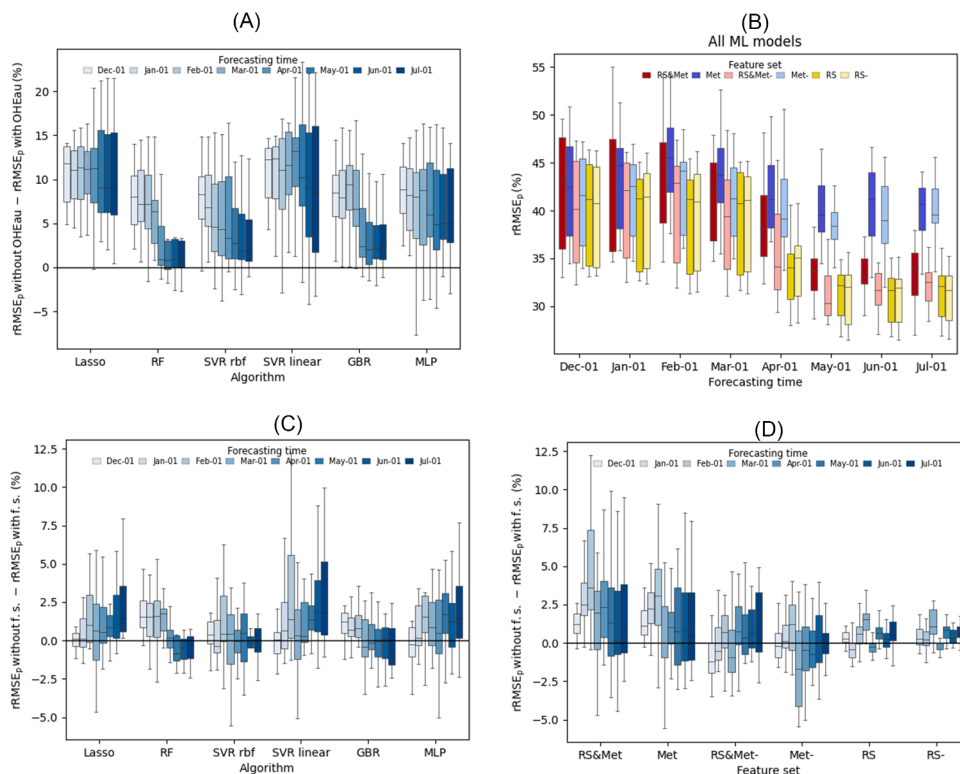 (A)
Forecasting time
Dec-01 Jan-01 Feb-01 Mar-01 Apr-01 May-01 Jun-01 Jul-01
rRMSEp without OHEau − rRMSEp with OHEau (%)
20
15
10
5
0
−5
Lasso RF SVR rbf SVR linear GBR MLP
Algorithm
(B)
All ML models
Feature set
RS&Met Met RS&Met- Met- RS RS-
rRMSEp (%)
55
50
45
40
35
30
Dec-01 Jan-01 Feb-01 Mar-01 Apr-01 May-01 Jun-01 Jul-01
Forecasting time
(C)
Forecasting time
Dec-01 Jan-01 Feb-01 Mar-01 Apr-01 May-01 Jun-01 Jul-01
rRMSEp without f. s. − rRMSEp with f. s. (%)
12.5
10.0
7.5
5.0
2.5
0.0
−2.5
−5.0
Lasso RF SVR rbf SVR linear GBR MLP
Algorithm
(D)
Forecasting time
Dec-01 Jan-01 Feb-01 Mar-01 Apr-01 May-01 Jun-01 Jul-01
rRMSEp without f. s. − rRMSEp with f. s. (%)
12.5
10.0
7.5
5.0
2.5
0.0
−2.5
−5.0
RS&Met Met RS&Met- Met- RS RS-
Feature set